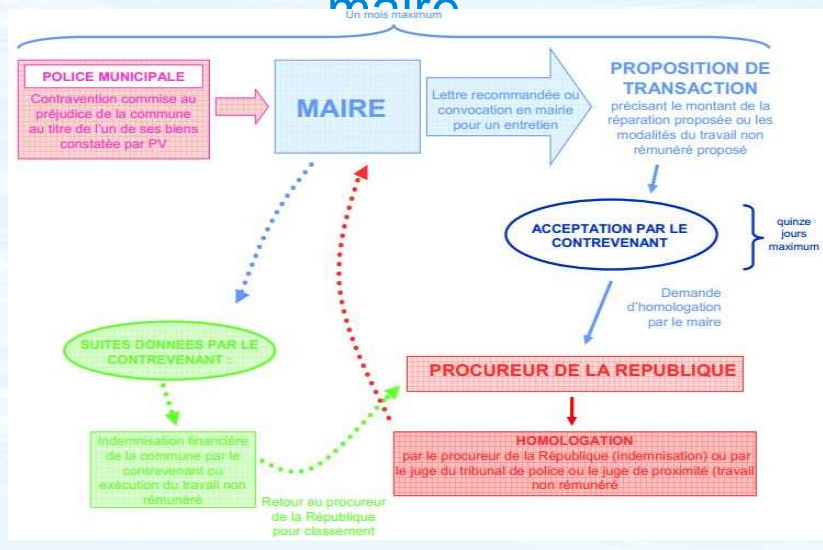 maire
Un mois maximum
POLICE MUNICIPALE
Contravention commise au
préjudice de la commune
au titre de l'un de ses biens
constatée par PV
MAIRE
Lettre recommandée ou
convocation en mairie
pour un entretien
PROPOSITION DE
TRANSACTION
précisant le montant de la
réparation proposée ou les
modalités du travail non
rémunéré proposé
ACCEPTATION PAR LE
CONTREVENANT
quinze
jours
maximum
Demande
d'homologation
par le maire
SUITES DONNEES PAR LE
CONTREVENANT :
PROCUREUR DE LA REPUBLIQUE
Indemnisation financière
de la commune par le
contrevenant ou
exécution du travail non
rémunéré
HOMOLOGATION
par le procureur de la République (indemnisation) ou par
le juge du tribunal de police ou le juge de proximité (travail
non rémunéré
Retour au procureur
de la République
pour classement